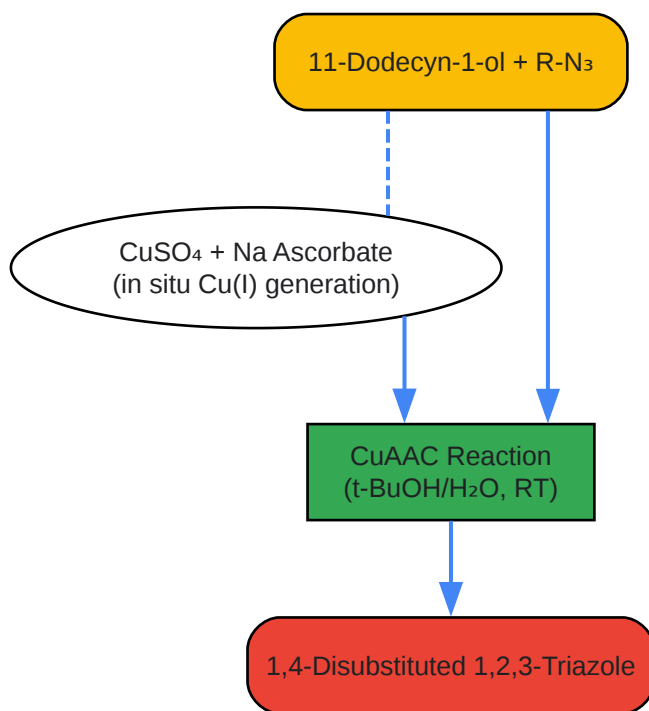 11-Dodecyn-1-ol + R-N₃
CuSO₄ + Na Ascorbate
(in situ Cu(I) generation)
CuAAC Reaction
(t-BuOH/H₂O, RT)
1,4-Disubstituted 1,2,3-Triazole